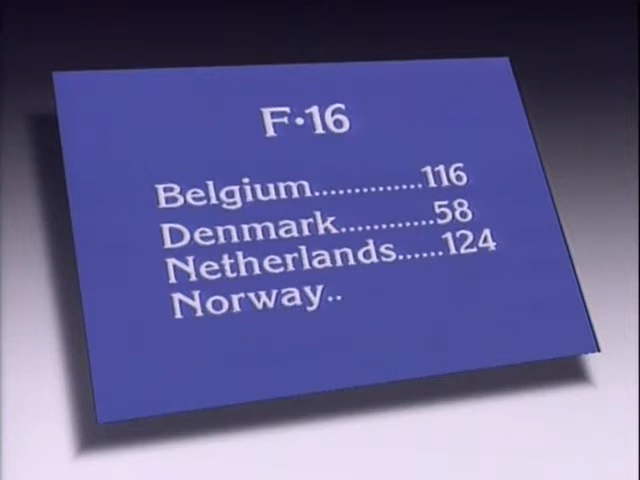 F·16
Belgium..............116
Denmark............58
Netherlands......124
Norway..